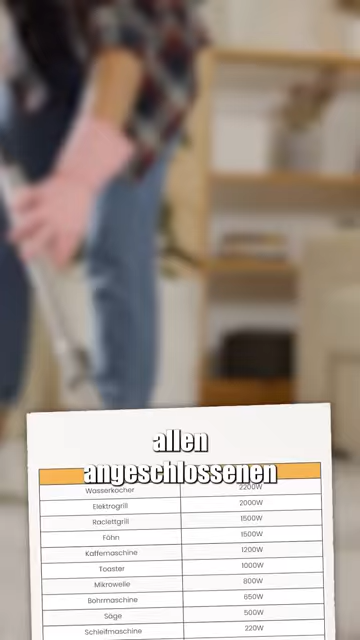 allen
angeschlossenen
Wasserkocher 2200W
Elektrogrill 2000W
Raclettgrill 1500W
Föhn 1500W
Kaffemaschine 1200W
Toaster 1000W
Mikrowelle 800W
Bohrmaschine 650W
Säge 500W
Schleifmaschine 220W